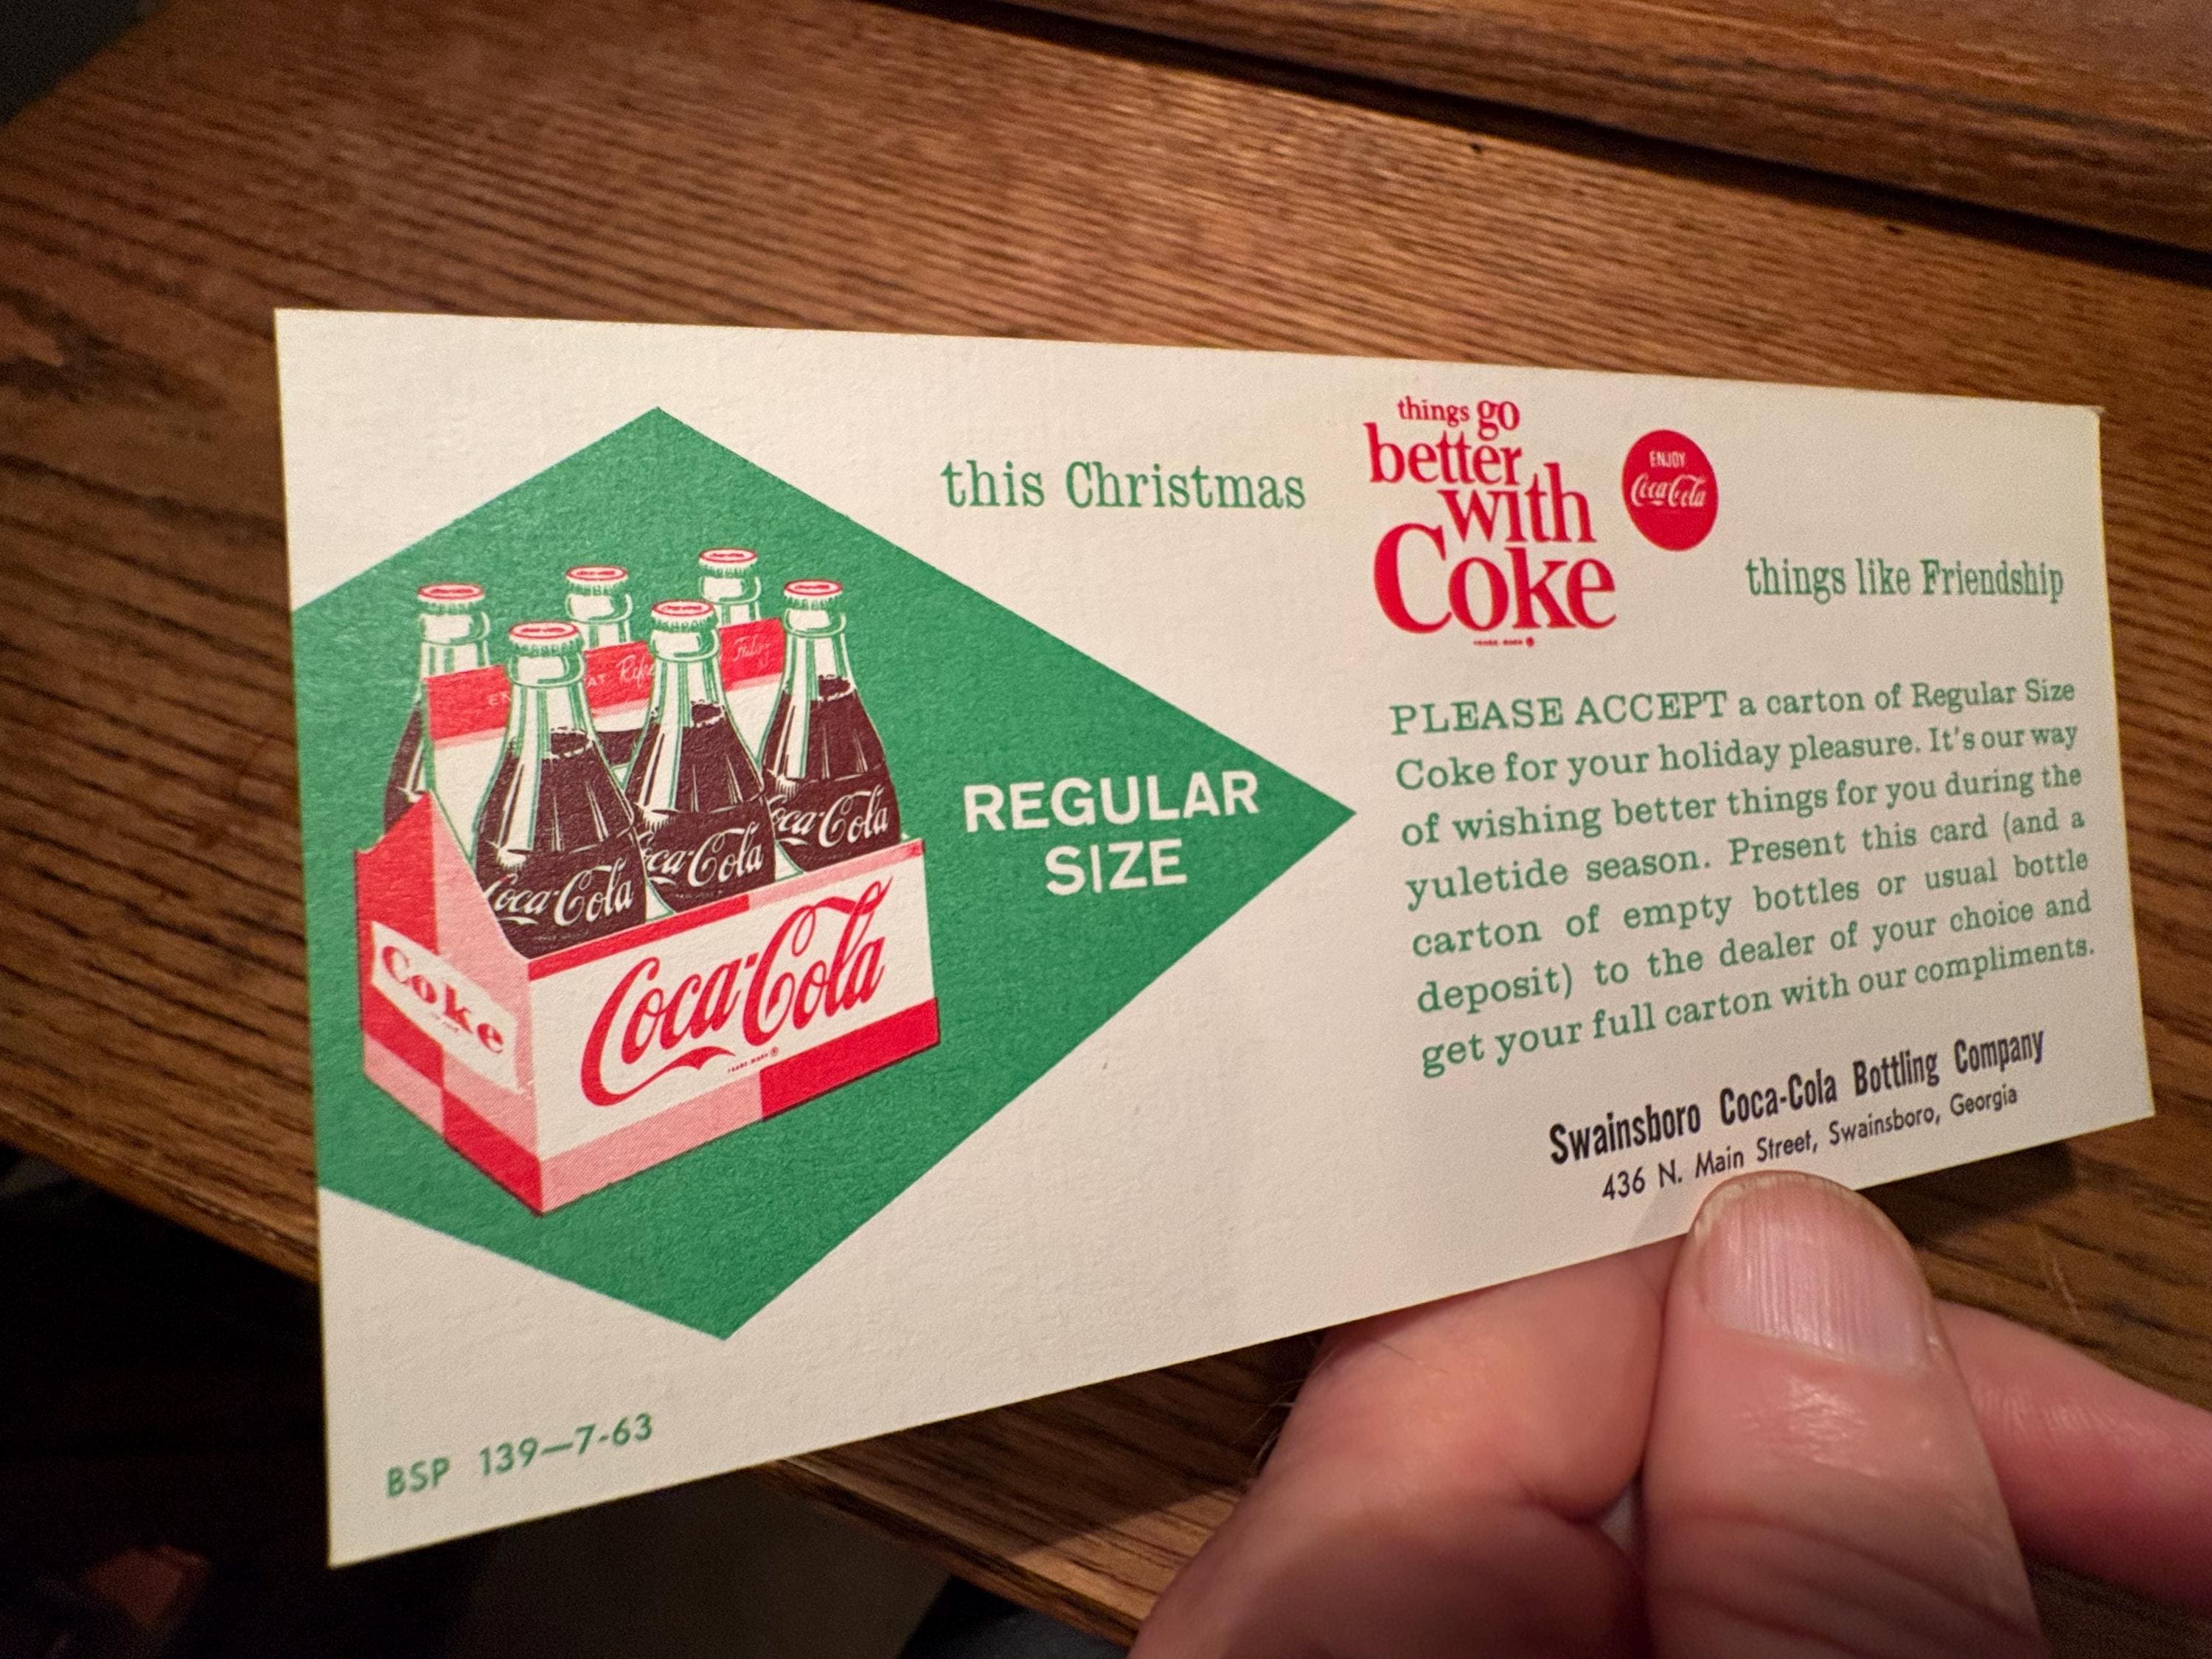 this Christmas
things go
better
with
Coke
TRADE-MARK ®
ENJOY
Coca-Cola
things like Friendship
REGULAR
SIZE
Coca-Cola
Coca-Cola
Coca-Cola
Coke
Coca-Cola
TRADE-MARK ®
PLEASE ACCEPT a carton of Regular Size
Coke for your holiday pleasure. It's our way
of wishing better things for you during the
yuletide season. Present this card (and a
carton of empty bottles or usual bottle
deposit) to the dealer of your choice and
get your full carton with our compliments.
Swainsboro Coca-Cola Bottling Company
436 N. Main Street, Swainsboro, Georgia
BSP 139—7-63